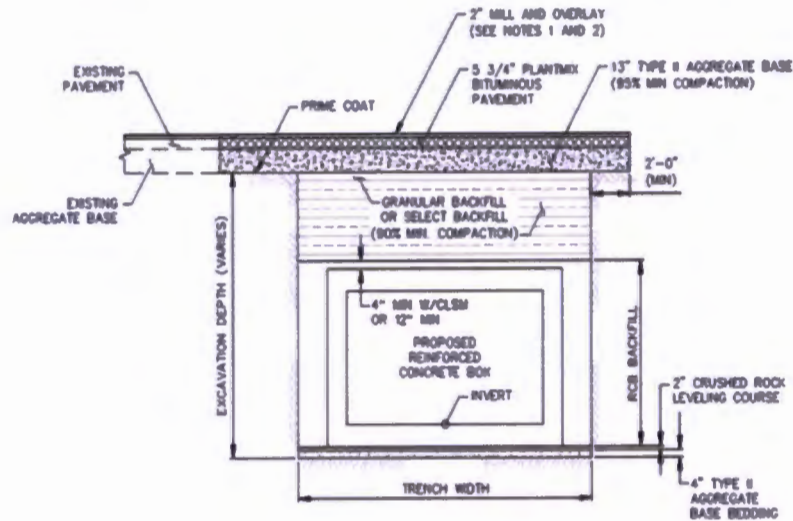 2" MILL AND OVERLAY
(SEE NOTES 1 AND 2)
EXISTING
PAVEMENT
5 3/4" PLANTMIX
BITUMINOUS
PAVEMENT
13" TYPE II AGGREGATE BASE
(95% MIN COMPACTION)
PRIME COAT
2'-0"
(MIN)
EXISTING
AGGREGATE BASE
GRANULAR BACKFILL
OR SELECT BACKFILL
(90% MIN. COMPACTION)
EXCAVATION DEPTH (VARIES)
4" MIN W/CLSM
OR 12" MIN
PROPOSED
REINFORCED
CONCRETE BOX
INVERT
RCB BACKFILL
2" CRUSHED ROCK
LEVELING COURSE
TRENCH WIDTH
4" TYPE II
AGGREGATE
BASE BEDDING